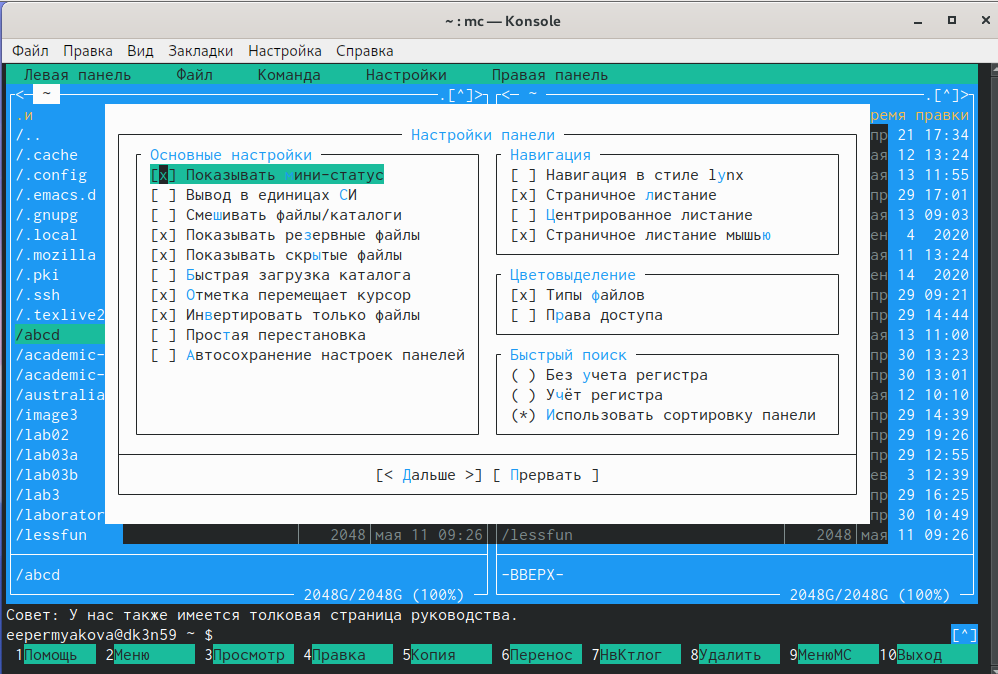 ~ : mc — Konsole
Файл Правка Вид Закладки Настройка Справка
Левая панель Файл Команда Настройки Правая панель
<— ~ .[^]> <— ~ .[^]>
.и ремя правки
/.. пр 21 17:34
/.cache ая 12 13:24
/.config ая 13 11:55
/.emacs.d пр 29 17:01
/.gnupg ая 13 09:03
/.local ен 4 2020
/.mozilla ая 11 13:24
/.pki ен 14 2020
/.ssh пр 29 09:21
/.texlive2 пр 29 14:44
/abcd ая 13 11:00
/academic- пр 30 13:23
/academic- пр 30 13:01
/australia ая 12 10:10
/image3 пр 29 14:39
/lab02 пр 29 19:26
/lab03a пр 29 12:55
/lab03b ев 3 12:39
/lab3 пр 29 16:25
/laborator пр 30 10:49
/lessfun 2048 мая 11 09:26 /lessfun 2048 мая 11 09:26
Настройки панели
Основные настройки
[x] Показывать мини-статус
[ ] Вывод в единицах СИ
[ ] Смешивать файлы/каталоги
[x] Показывать резервные файлы
[x] Показывать скрытые файлы
[ ] Быстрая загрузка каталога
[x] Отметка перемещает курсор
[x] Инвертировать только файлы
[ ] Простая перестановка
[ ] Автосохранение настроек панелей
Навигация
[ ] Навигация в стиле lynx
[x] Страничное листание
[ ] Центрированное листание
[x] Страничное листание мышью
Цветовыделение
[x] Типы файлов
[ ] Права доступа
Быстрый поиск
( ) Без учета регистра
( ) Учёт регистра
(*) Использовать сортировку панели
[< Дальше >] [ Прервать ]
/abcd -ВВЕРХ-
2048G/2048G (100%) 2048G/2048G (100%)
Совет: У нас также имеется толковая страница руководства.
eepermyakova@dk3n59 ~ $ [^]
1Помощь 2Меню 3Просмотр 4Правка 5Копия 6Перенос 7НвКтлог 8Удалить 9МенюМС 10Выход